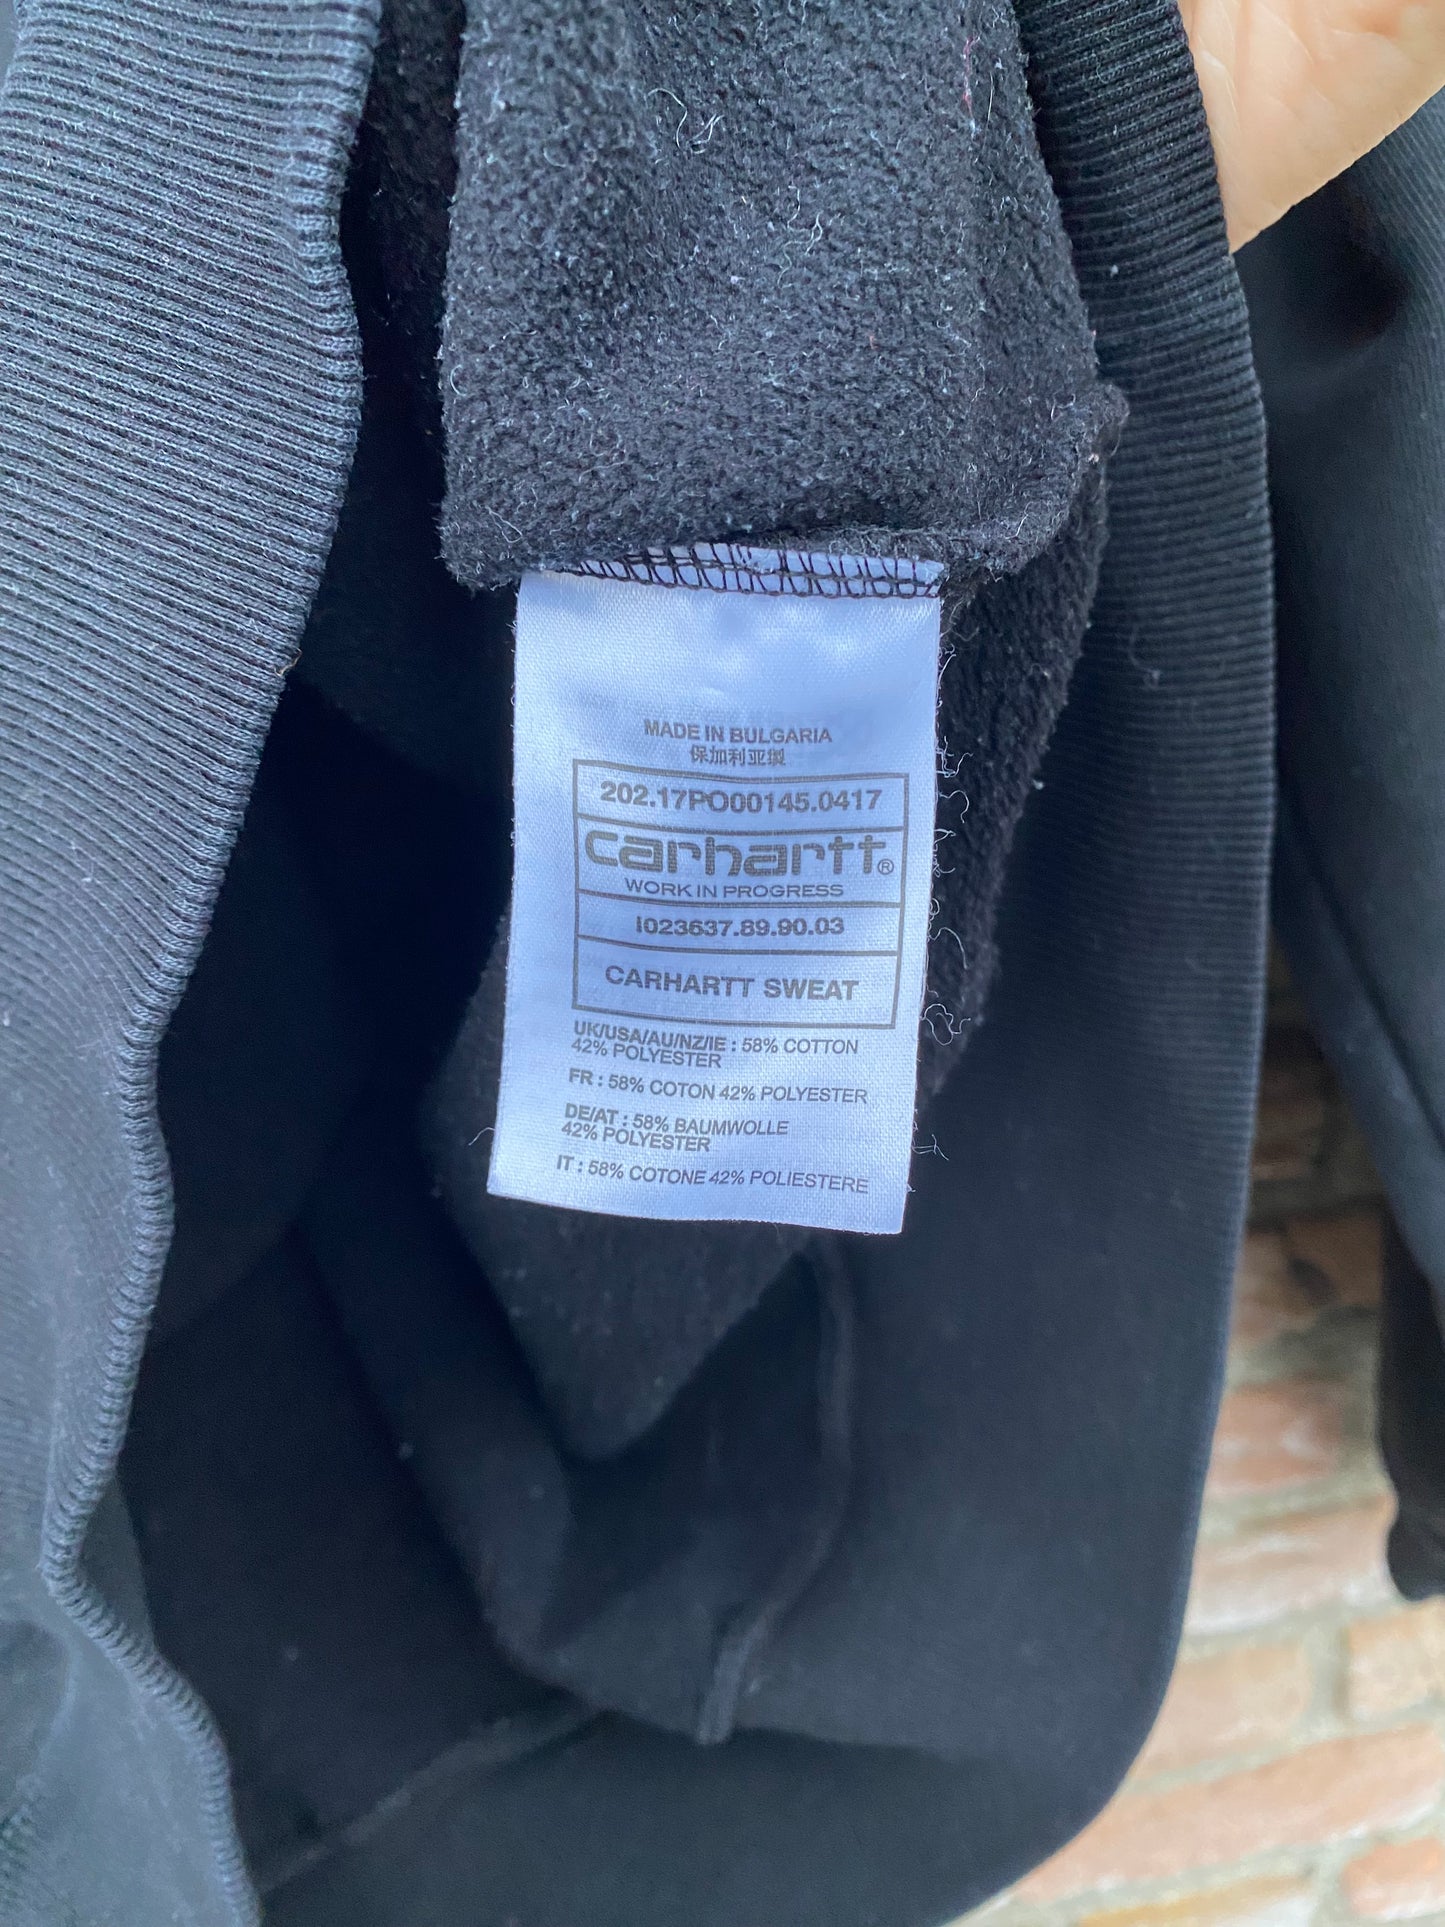 MADE IN BULGARIA
保加利亚製
202.17PO00145.0417
carhartt®
WORK IN PROGRESS
I023637.89.90.03
CARHARTT SWEAT
UK/USA/AU/NZ/IE : 58% COTTON
42% POLYESTER
FR : 58% COTON 42% POLYESTER
DE/AT : 58% BAUMWOLLE
42% POLYESTER
IT : 58% COTONE 42% POLIESTERE